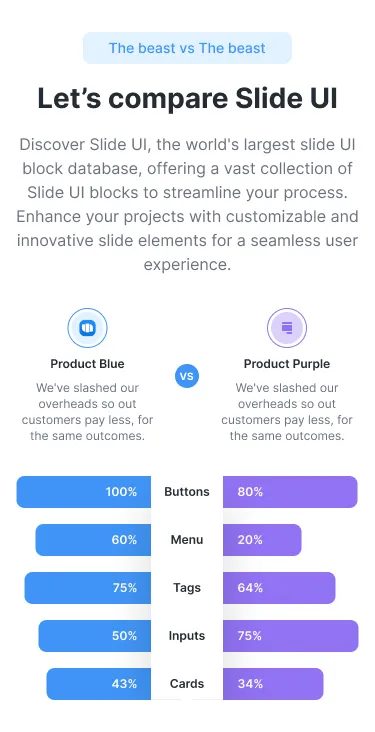 The beast vs The beast
Let’s compare Slide UI
Discover Slide UI, the world's largest slide UI
block database, offering a vast collection of
Slide UI blocks to streamline your process.
Enhance your projects with customizable and
innovative slide elements for a seamless user
experience.
Product Blue
We've slashed our
overheads so out
customers pay less, for
the same outcomes.
VS
Product Purple
We've slashed our
overheads so out
customers pay less, for
the same outcomes.
100% Buttons 80%
60% Menu 20%
75% Tags 64%
50% Inputs 75%
43% Cards 34%